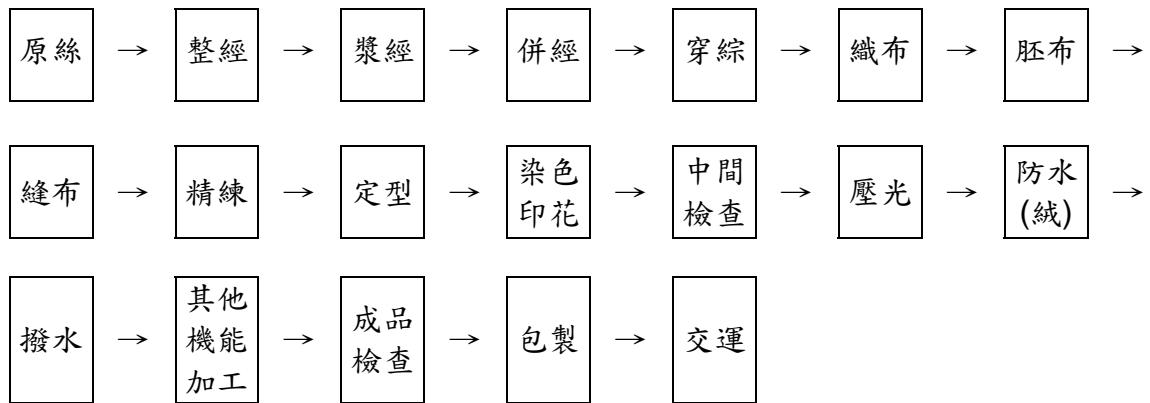 原絲 → 整經 → 漿經 → 併經 → 穿綜 → 織布 → 胚布 →
縫布 → 精練 → 定型 → 染色印花 → 中間檢查 → 壓光 → 防水(絨) →
撥水 → 其他機能加工 → 成品檢查 → 包製 → 交運